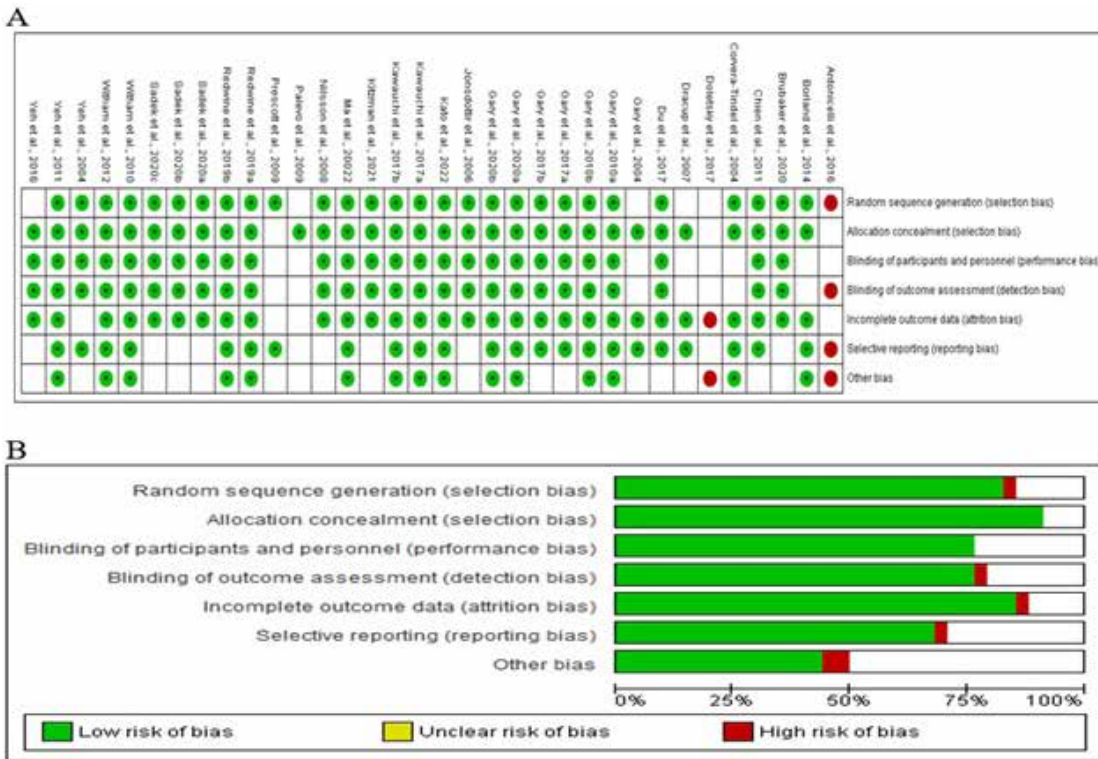 A
Yeh et al., 2016
Yeh et al., 2011
Yeh et al., 2004
Witham et al., 2012
Witham et al., 2010
Sadek et al., 2020c
Sadek et al., 2020b
Sadek et al., 2020a
Redwine et al., 2019b
Redwine et al., 2019a
Prescott et al., 2009
Palevo et al., 2009
Nilsson et al., 2008
Kitzman et al., 2021
Kawauchi et al., 2017b
Kawauchi et al., 2017a
Kato et al., 2022
Jonsdottir et al., 2006
Gary et al., 2020b
Gary et al., 2020a
Gary et al., 2017b
Gary et al., 2017a
Gary et al., 2010b
Gary et al., 2010a
Gary et al., 2004
Du et al., 2017
Dracup et al., 2007
Doletsky et al., 2017
Corvera-Tindel et al., 2004
Chien et al., 2011
Brubaker et al., 2020
Borland et al., 2014
Antonicelli et al., 2016
Random sequence generation (selection bias)
Allocation concealment (selection bias)
Blinding of participants and personnel (performance bias
Blinding of outcome assessment (detection bias)
Incomplete outcome data (attrition bias)
Selective reporting (reporting bias)
Other bias
B
Random sequence generation (selection bias)
Allocation concealment (selection bias)
Blinding of participants and personnel (performance bias)
Blinding of outcome assessment (detection bias)
Incomplete outcome data (attrition bias)
Selective reporting (reporting bias)
Other bias
0% 25% 50% 75% 100%
Low risk of bias Unclear risk of bias High risk of bias